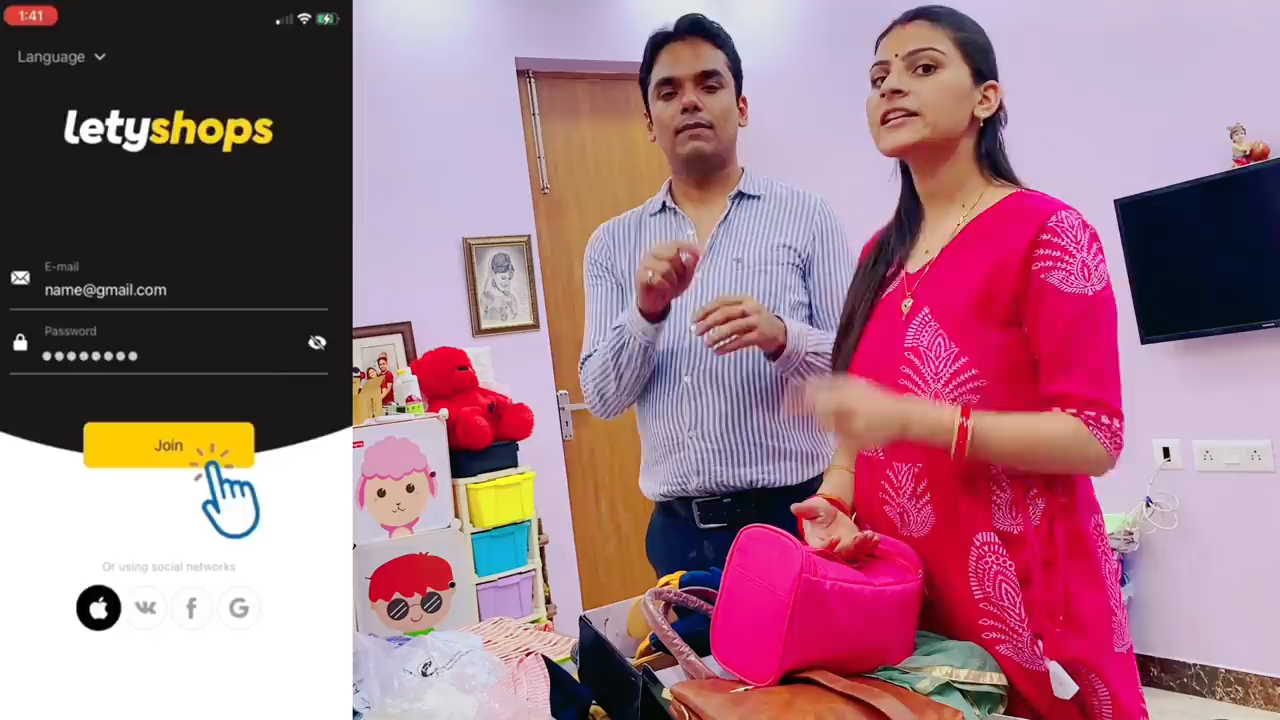 1:41
Language
letyshops
E-mail
name@gmail.com
Password
Join
Or using social networks